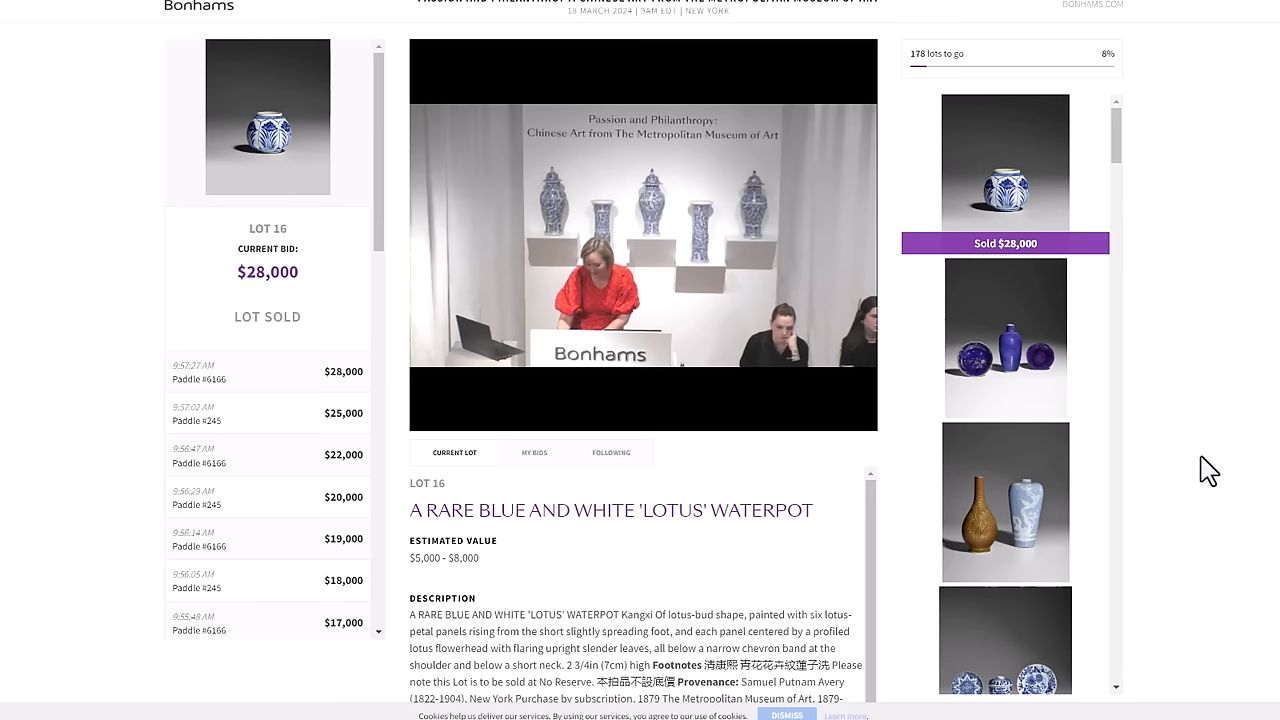 Bonhams
PASSION AND PHILANTHROPY: CHINESE ART FROM THE METROPOLITAN MUSEUM OF ART
18 MARCH 2024 | 9AM EDT | NEW YORK
BONHAMS.COM
LOT 16
CURRENT BID:
$28,000
LOT SOLD
9:57:27 AM
Paddle #6166 $28,000
9:57:02 AM
Paddle #245 $25,000
9:56:47 AM
Paddle #6166 $22,000
9:56:29 AM
Paddle #245 $20,000
9:56:14 AM
Paddle #6166 $19,000
9:56:05 AM
Paddle #245 $18,000
9:55:48 AM
Paddle #6166 $17,000
Passion and Philanthropy:
Chinese Art from The Metropolitan Museum of Art
Bonhams
CURRENT LOT MY BIDS FOLLOWING
LOT 16
A RARE BLUE AND WHITE 'LOTUS' WATERPOT
ESTIMATED VALUE
$5,000 - $8,000
DESCRIPTION
A RARE BLUE AND WHITE 'LOTUS' WATERPOT Kangxi Of lotus-bud shape, painted with six lotus-
petal panels rising from the short slightly spreading foot, and each panel centered by a profiled
lotus flowerhead with flaring upright slender leaves, all below a narrow chevron band at the
shoulder and below a short neck. 2 3/4in (7cm) high Footnotes 清康熙 青花花卉紋蓮子洗 Please
note this Lot is to be sold at No Reserve. 本拍品不設底價 Provenance: Samuel Putnam Avery
(1822-1904), New York Purchase by subscription, 1879 The Metropolitan Museum of Art, 1879-
178 lots to go 8%
Sold $28,000
Cookies help us deliver our services. By using our services, you agree to our use of cookies. DISMISS Learn more.